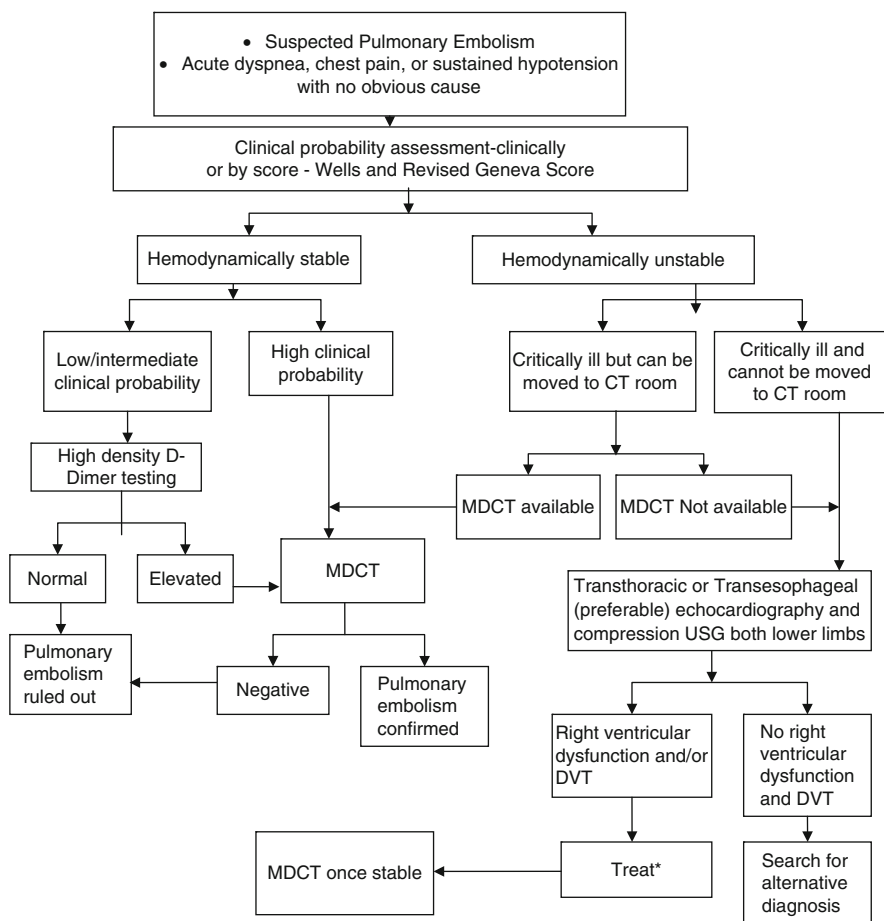 • Suspected Pulmonary Embolism
• Acute dyspnea, chest pain, or sustained hypotension
with no obvious cause
Clinical probability assessment-clinically
or by score - Wells and Revised Geneva Score
Hemodynamically stable
Hemodynamically unstable
Low/intermediate
clinical probability
High clinical
probability
Critically ill but can be
moved to CT room
Critically ill and
cannot be moved
to CT room
High density D-
Dimer testing
MDCT available
MDCT Not available
Normal
Elevated
MDCT
Transthoracic or Transesophageal
(preferable) echocardiography and
compression USG both lower limbs
Pulmonary
embolism
ruled out
Negative
Pulmonary
embolism
confirmed
Right ventricular
dysfunction and/or
DVT
No right
ventricular
dysfunction
and DVT
MDCT once stable
Treat*
Search for
alternative
diagnosis